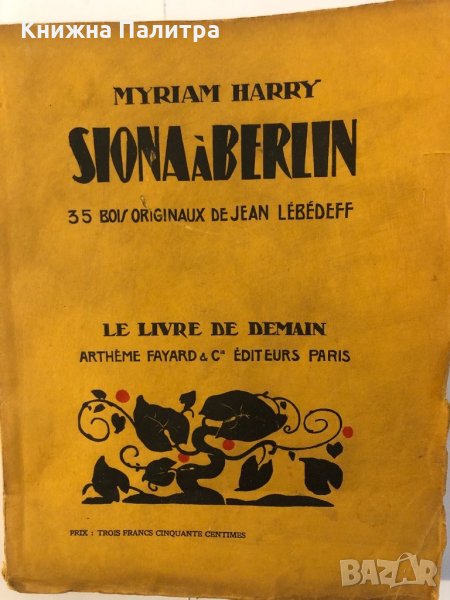 Книжна Палитра
MYRIAM HARRY
SIONA À BERLIN
35 BOIS ORIGINAUX DE JEAN LÉBÉDEFF
LE LIVRE DE DEMAIN
ARTHÈME FAYARD & Cie ÉDITEURS PARIS
PRIX : TROIS FRANCS CINQUANTE CENTIMES
BAZAR